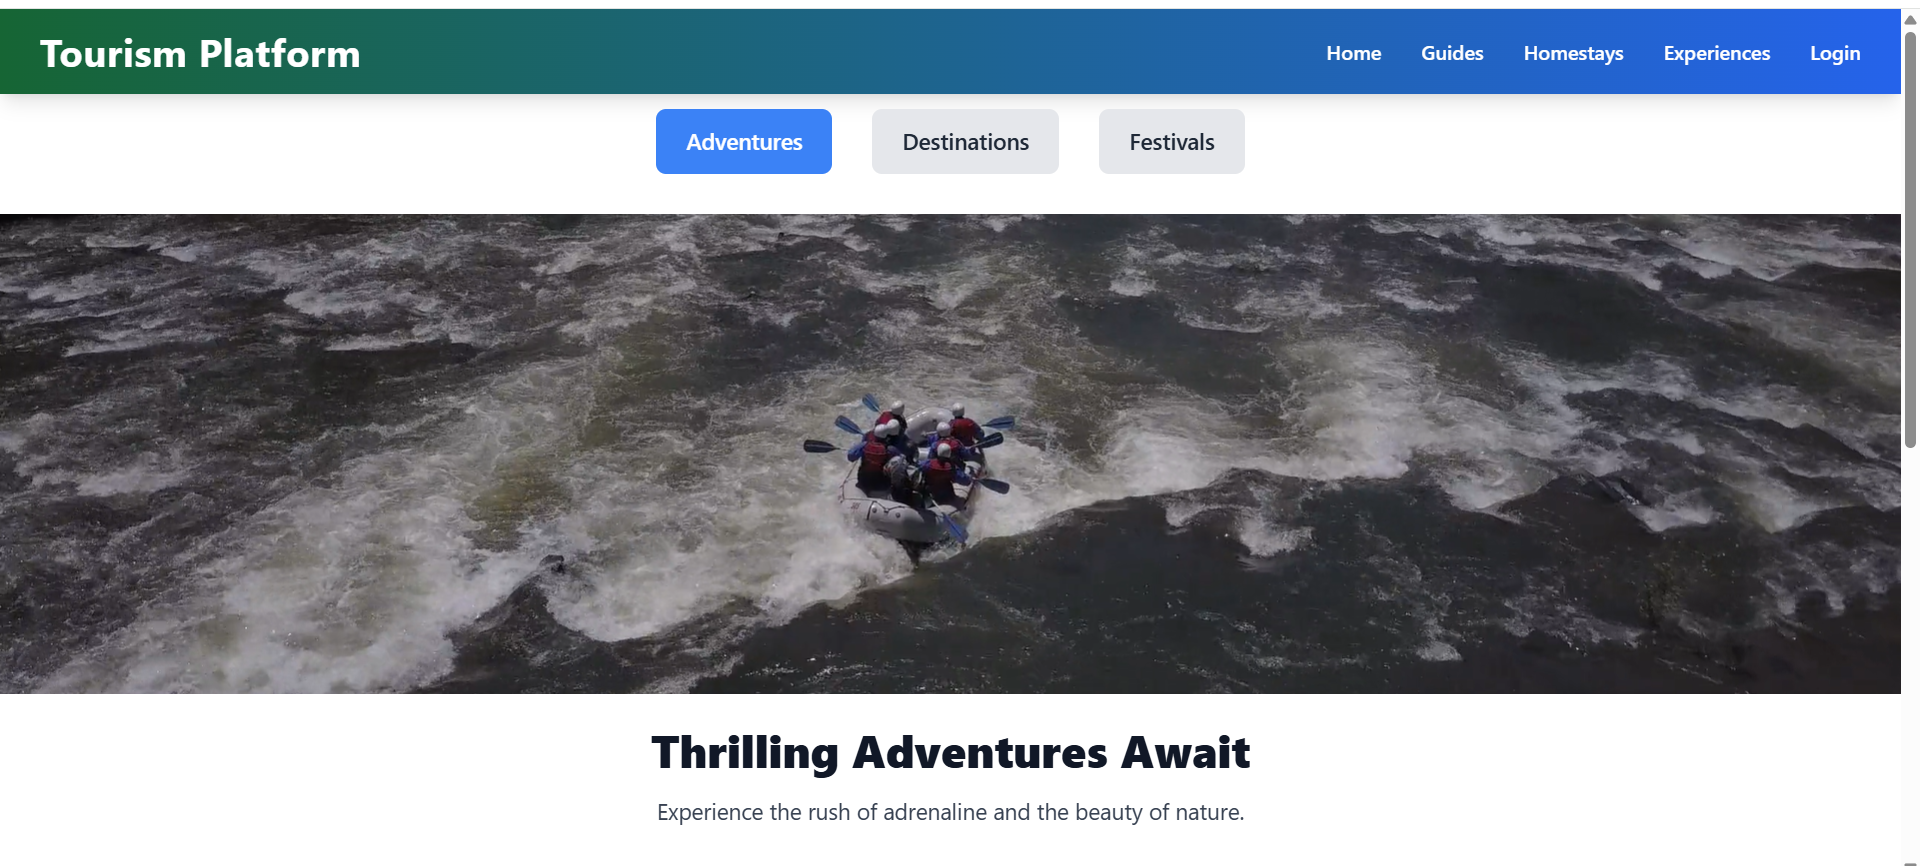 Tourism Platform
Home Guides Homestays Experiences Login
Adventures Destinations Festivals
Thrilling Adventures Await
Experience the rush of adrenaline and the beauty of nature.